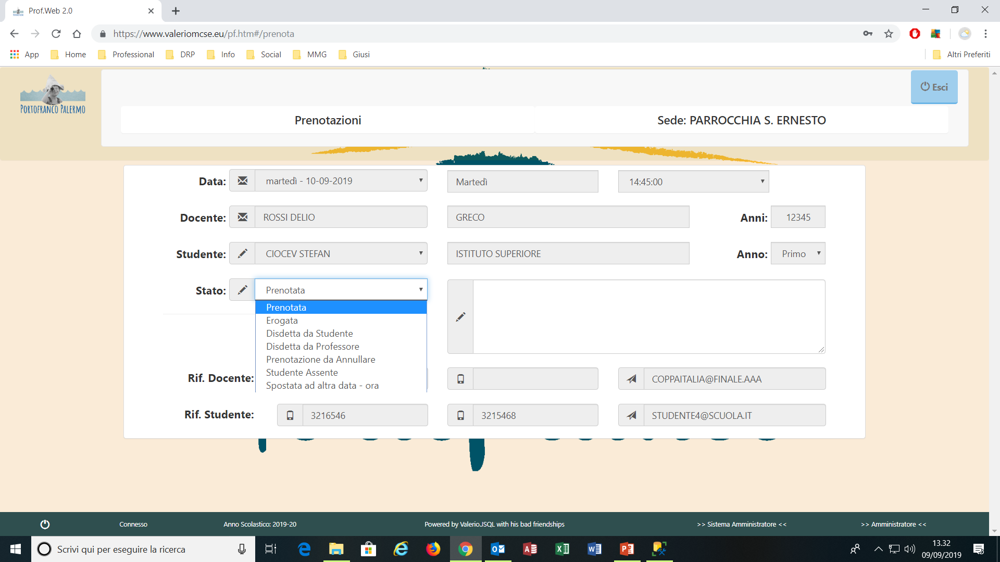 Prof.Web 2.0
https://www.valeriomcse.eu/pf.htm#/prenota
App Home Professional DRP Info Social MMG Giusi Altri Preferiti
PORTOFRANCO PALERMO
Esci
Prenotazioni Sede: PARROCCHIA S. ERNESTO
Data: martedì - 10-09-2019 Martedì 14:45:00
Docente: ROSSI DELIO GRECO Anni: 12345
Studente: CIOCEV STEFAN ISTITUTO SUPERIORE Anno: Primo
Stato: Prenotata
Prenotata
Erogata
Disdetta da Studente
Disdetta da Professore
Prenotazione da Annullare
Studente Assente
Spostata ad altra data - ora
Rif. Docente: COPPAITALIA@FINALE.AAA
Rif. Studente: 3216546 3215468 STUDENTE4@SCUOLA.IT
Connesso Anno Scolastico: 2019-20 Powered by ValerioJSQL with his bad friendships >> Sistema Amministratore << >> Amministratore <<
Scrivi qui per eseguire la ricerca
13.32
09/09/2019